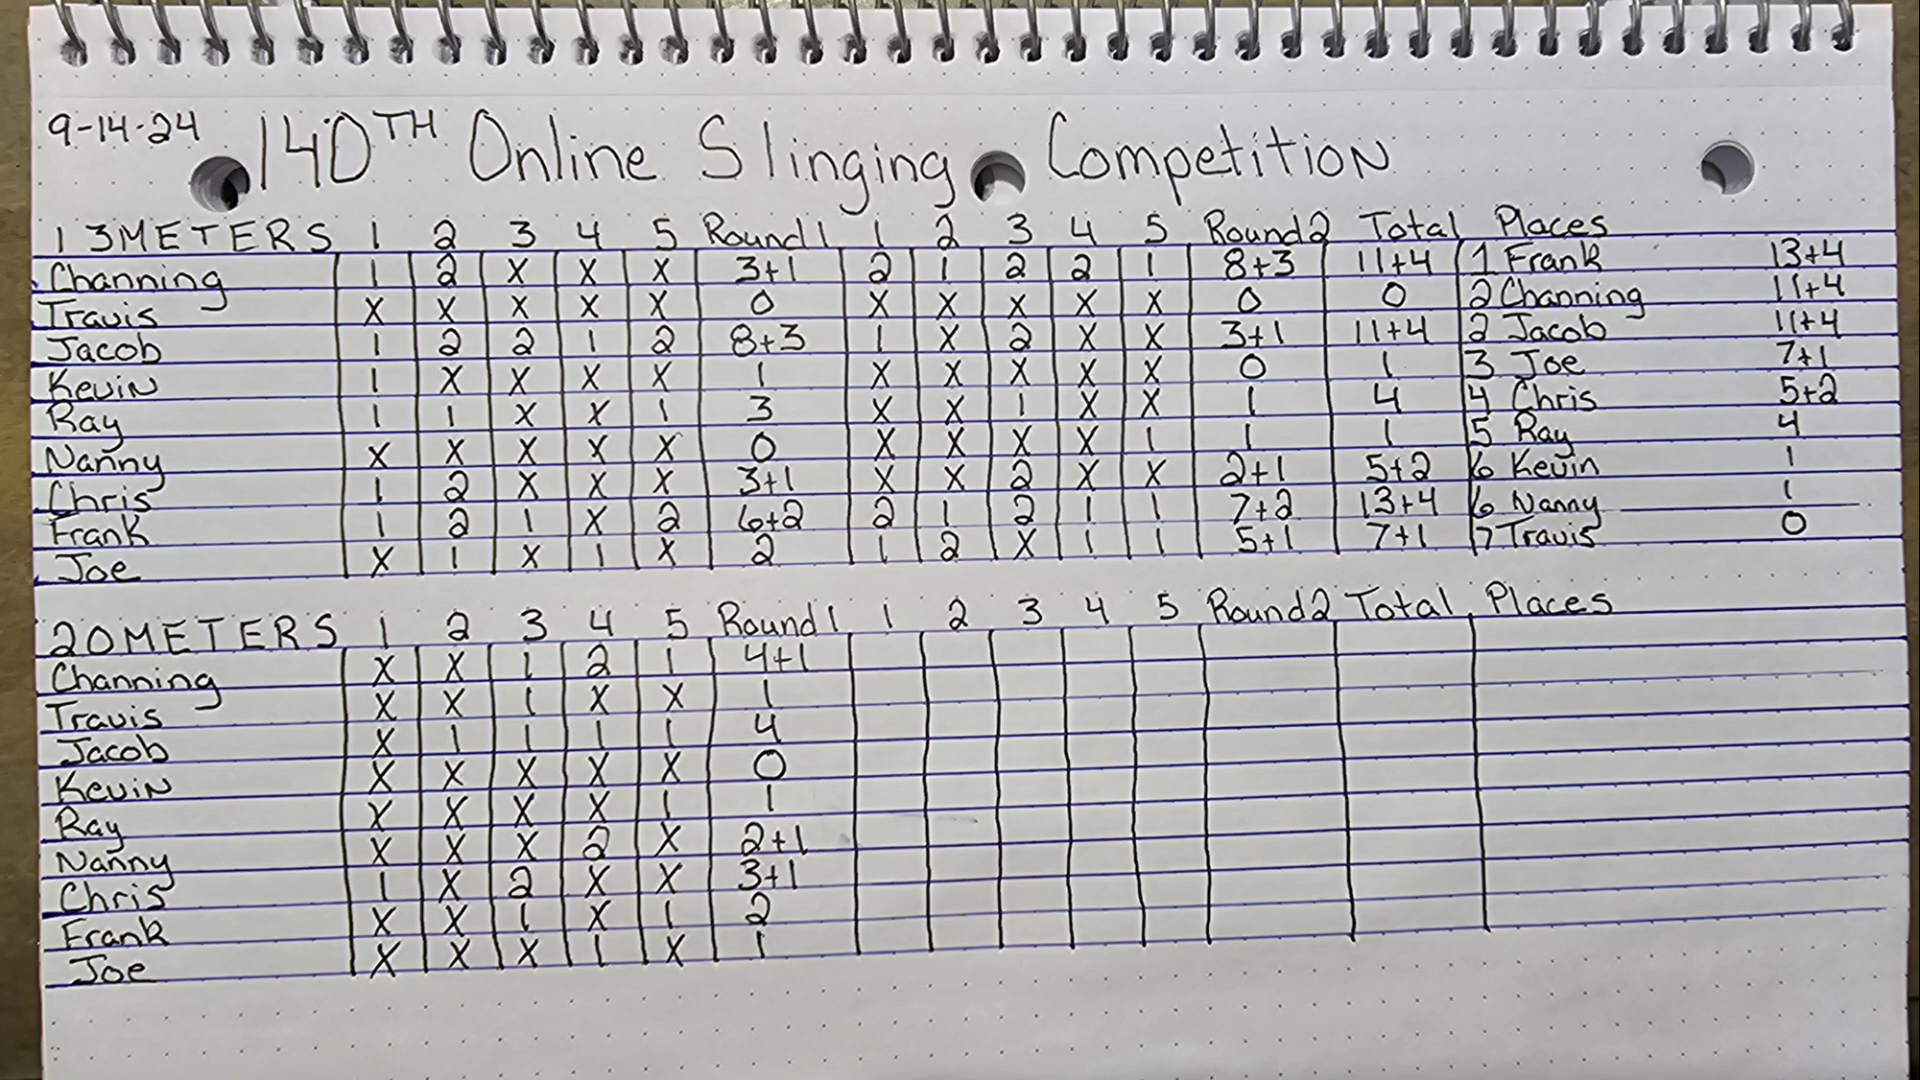 9-14-24 140TH Online Slinging Competition
13METERS 1 2 3 4 5 Round1 1 2 3 4 5 Round2 Total Places
Channing 1 2 X X X 3+1 2 1 2 2 1 8+3 11+4 1 Frank 13+4
Travis X X X X X 0 X X X X X 0 0 2 Channing 11+4
Jacob 1 2 2 1 2 8+3 1 X 2 X X 3+1 11+4 2 Jacob 11+4
Kevin 1 X X X X 1 X X X X X 0 1 3 Joe 7+1
Ray 1 1 X X 1 3 X X 1 X X 1 4 4 Chris 5+2
Nanny X X X X X 0 X X X X 1 1 1 5 Ray 4
Chris 1 2 X X X 3+1 X X 2 X X 2+1 5+2 6 Kevin 1
Frank 1 2 1 X 2 6+2 2 1 2 1 1 7+2 13+4 6 Nanny 1
Joe X 1 X 1 X 2 1 2 X 1 1 5+1 7+1 7 Travis 0
20METERS 1 2 3 4 5 Round1 1 2 3 4 5 Round2 Total Places
Channing X X 1 2 1 4+1
Travis X X 1 X X 1
Jacob X 1 1 1 1 4
Kevin X X X X X 0
Ray X X X X 1 1
Nanny X X X 2 X 2+1
Chris 1 X 2 X X 3+1
Frank X X 1 X 1 2
Joe X X X 1 X 1